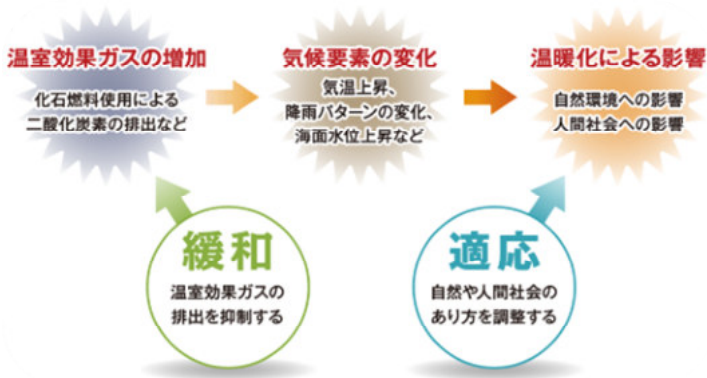 温室効果ガスの増加
化石燃料使用による
二酸化炭素の排出など
気候要素の変化
気温上昇、
降雨パターンの変化、
海面水位上昇など
温暖化による影響
自然環境への影響
人間社会への影響
緩和
温室効果ガスの
排出を抑制する
適応
自然や人間社会の
あり方を調整する